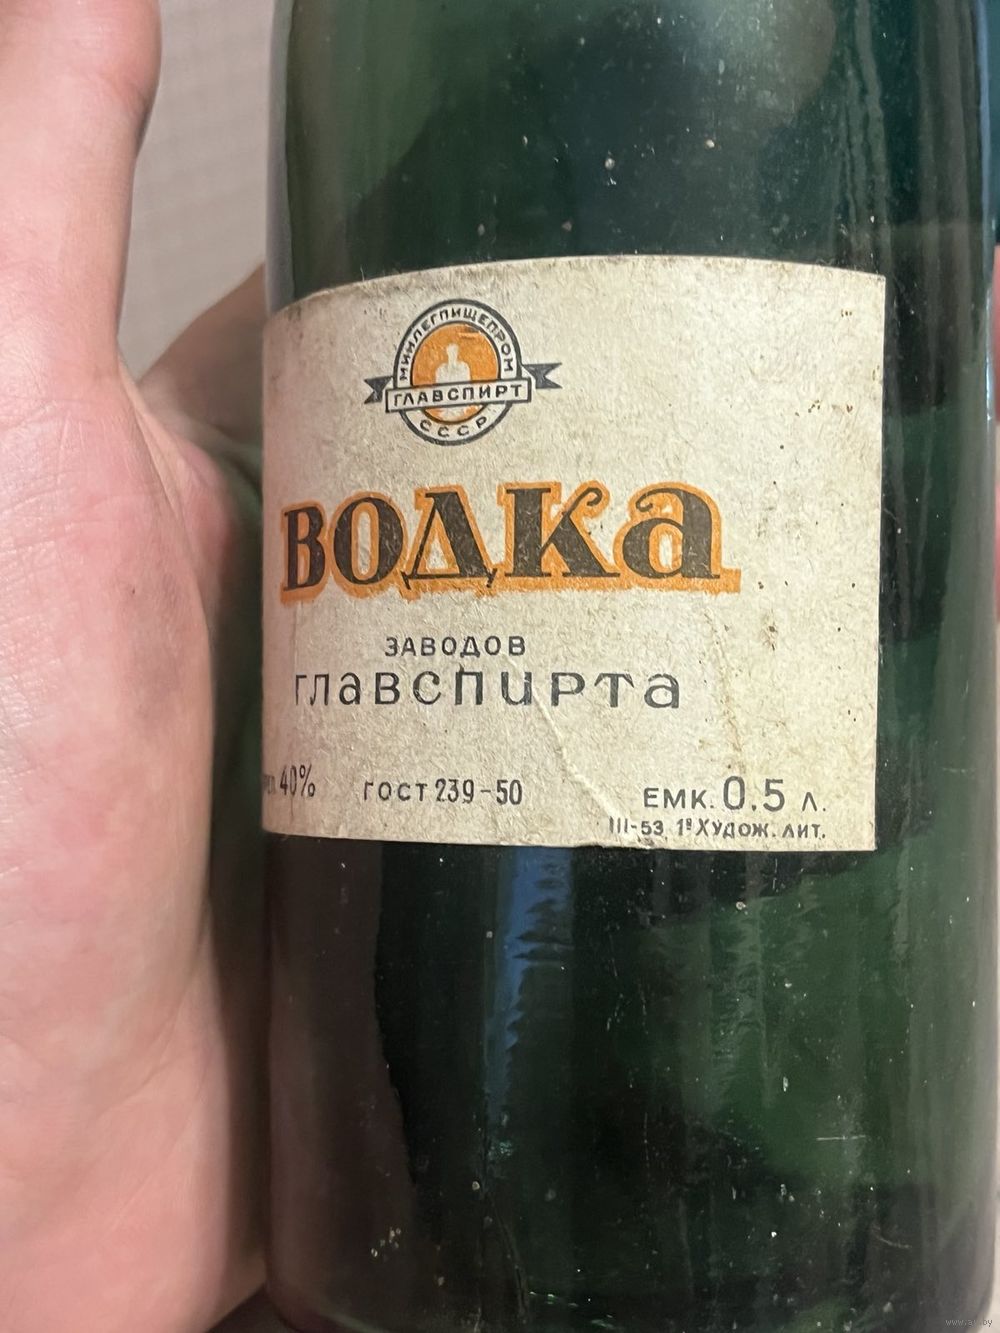 МИНЛЕГПИЩЕПРОМ
ГЛАВСПИРТ
СССР
ВОДКА
ЗАВОДОВ
ГЛАВСПИРТА
40% ГОСТ 239-50 ЕМК. 0.5 Л.
III-53 1я ХУДОЖ. ЛИТ.